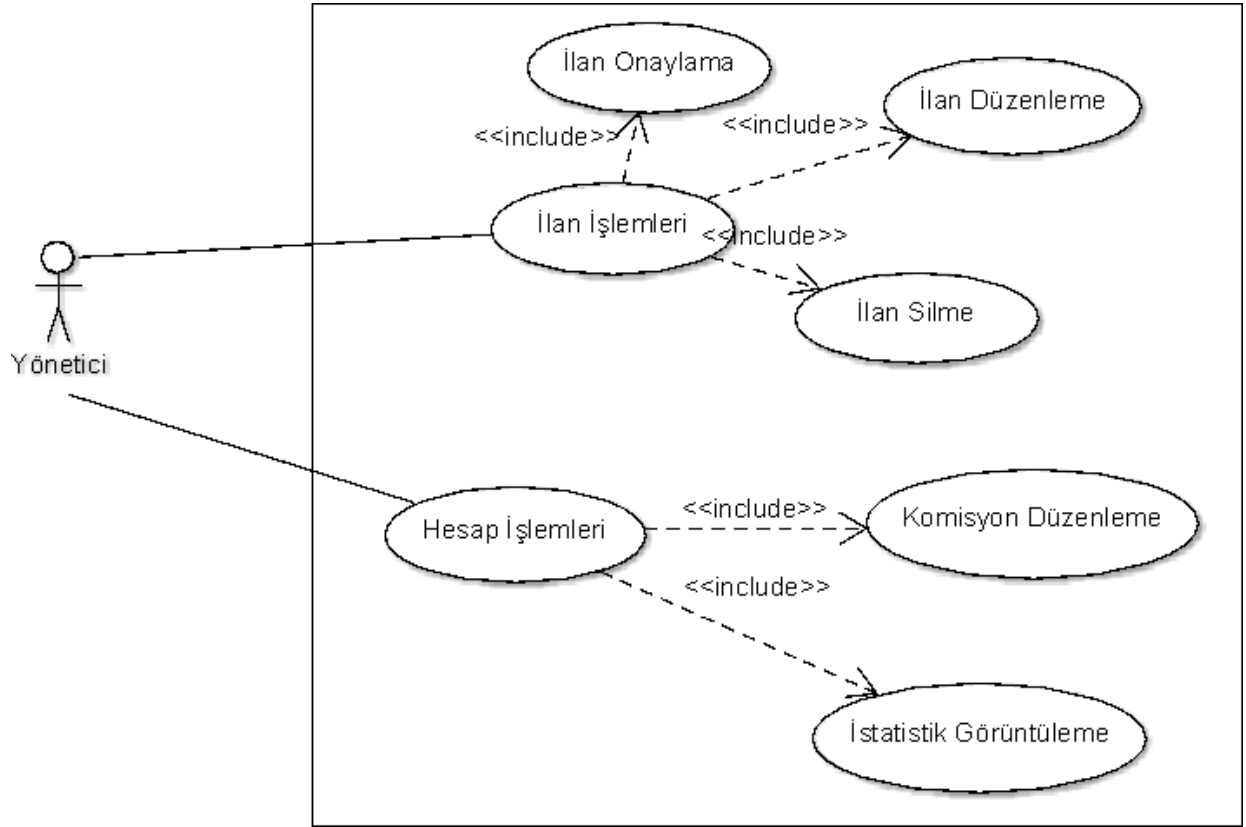 İlan Onaylama
İlan Düzenleme
<<include>>
<<include>>
İlan İşlemleri
<<include>>
İlan Silme
Yönetici
Hesap İşlemleri
<<include>>
Komisyon Düzenleme
<<include>>
İstatistik Görüntüleme